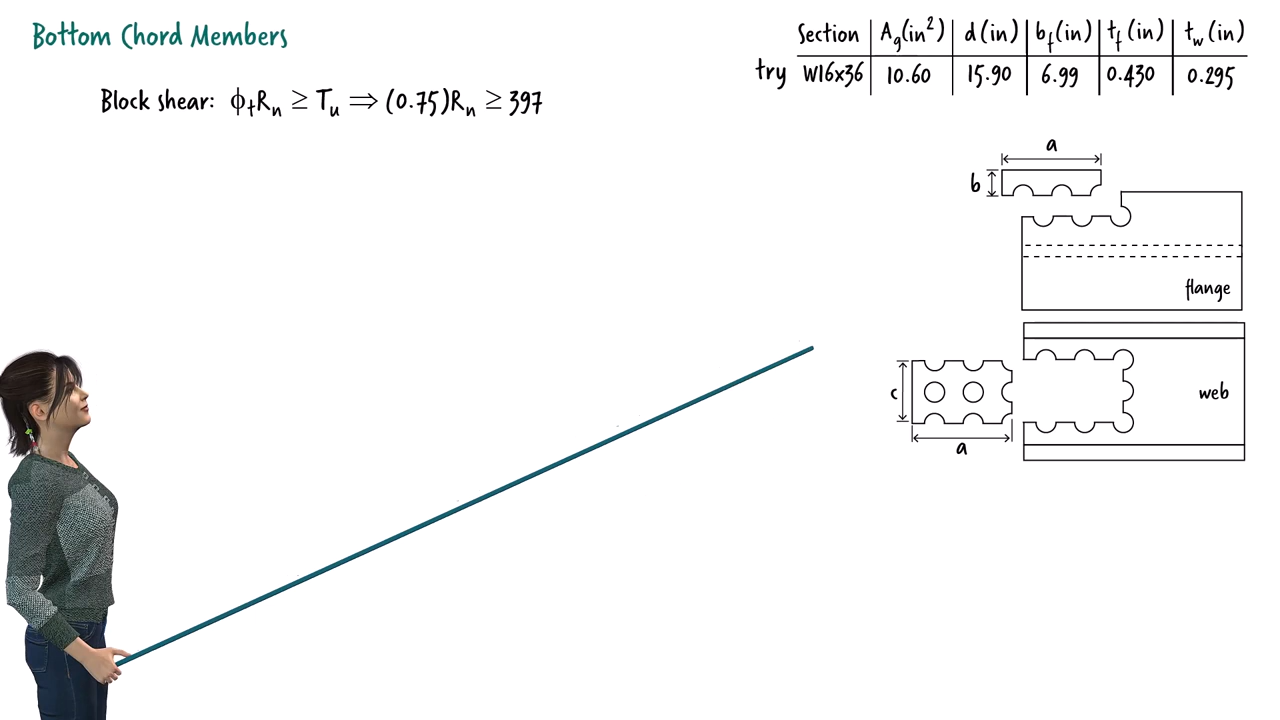 Bottom Chord Members
Section | Ag(in²) | d(in) | bf(in) | tf(in) | tw(in)
try W16x36 | 10.60 | 15.90 | 6.99 | 0.430 | 0.295
Block shear: ϕtRn ≥ Tu ⟹ (0.75)Rn ≥ 397
a
b
flange
c
web
a